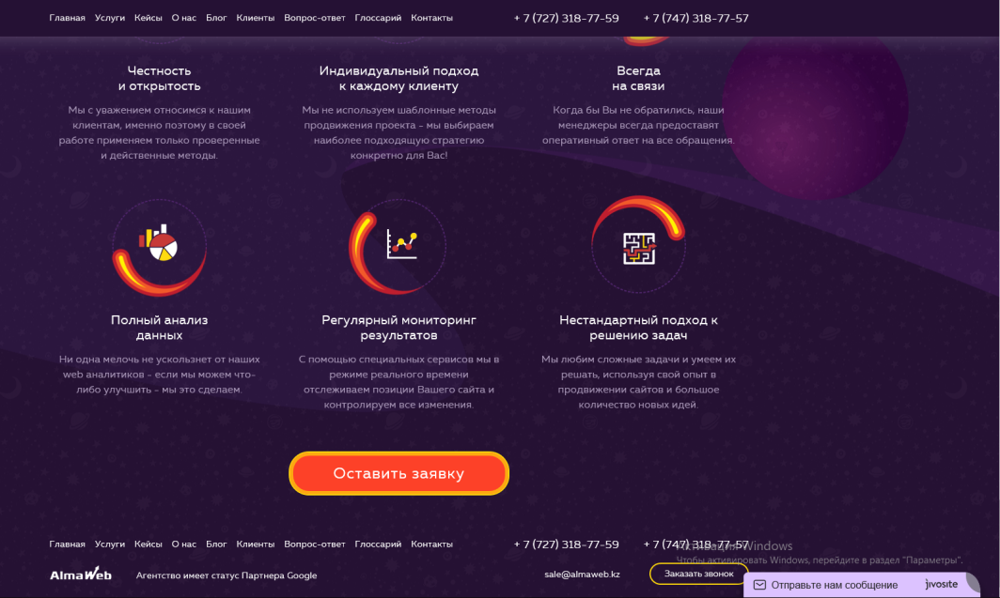 Главная Услуги Кейсы О нас Блог Клиенты Вопрос-ответ Глоссарий Контакты + 7 (727) 318-77-59 + 7 (747) 318-77-57
Честность
и открытость
Мы с уважением относимся к нашим
клиентам, именно поэтому в своей
работе применяем только проверенные
и действенные методы.
Индивидуальный подход
к каждому клиенту
Мы не используем шаблонные методы
продвижения проекта - мы выбираем
наиболее подходящую стратегию
конкретно для Вас!
Всегда
на связи
Когда бы Вы не обратились, наши
менеджеры всегда предоставят
оперативный ответ на все обращения.
Полный анализ
данных
Ни одна мелочь не ускользнет от наших
web аналитиков - если мы можем что-
либо улучшить - мы это сделаем.
Регулярный мониторинг
результатов
С помощью специальных сервисов мы в
режиме реального времени
отслеживаем позиции Вашего сайта и
контролируем все изменения.
Нестандартный подход к
решению задач
Мы любим сложные задачи и умеем их
решать, используя свой опыт в
продвижении сайтов и большое
количество новых идей.
Оставить заявку
Главная Услуги Кейсы О нас Блог Клиенты Вопрос-ответ Глоссарий Контакты + 7 (727) 318-77-59 + 7 (747) 318-77-57
Активация Windows
Чтобы активировать Windows, перейдите в раздел "Параметры".
AlmaWeb Агентство имеет статус Партнера Google sale@almaweb.kz Заказать звонок
Отправьте нам сообщение jivosite